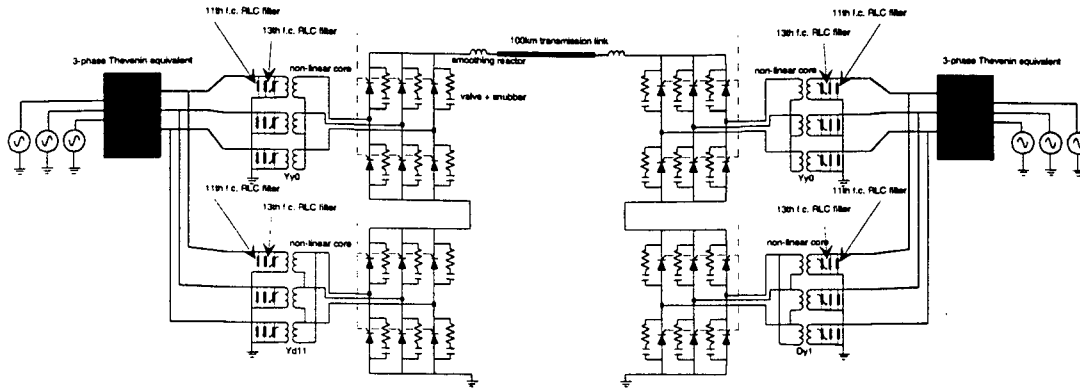 11th f.c. RLC filter
13th f.c. RLC filter
3-phase Thevenin equivalent
non-linear core
Yy0
100km transmission link
smoothing reactor
valve + snubber
11th f.c. RLC filter
13th f.c. RLC filter
non-linear core
3-phase Thevenin equivalent
Yy0
11th f.c. RLC filter
13th f.c. RLC filter
non-linear core
Yd11
11th f.c. RLC filter
13th f.c. RLC filter
non-linear core
Dy1